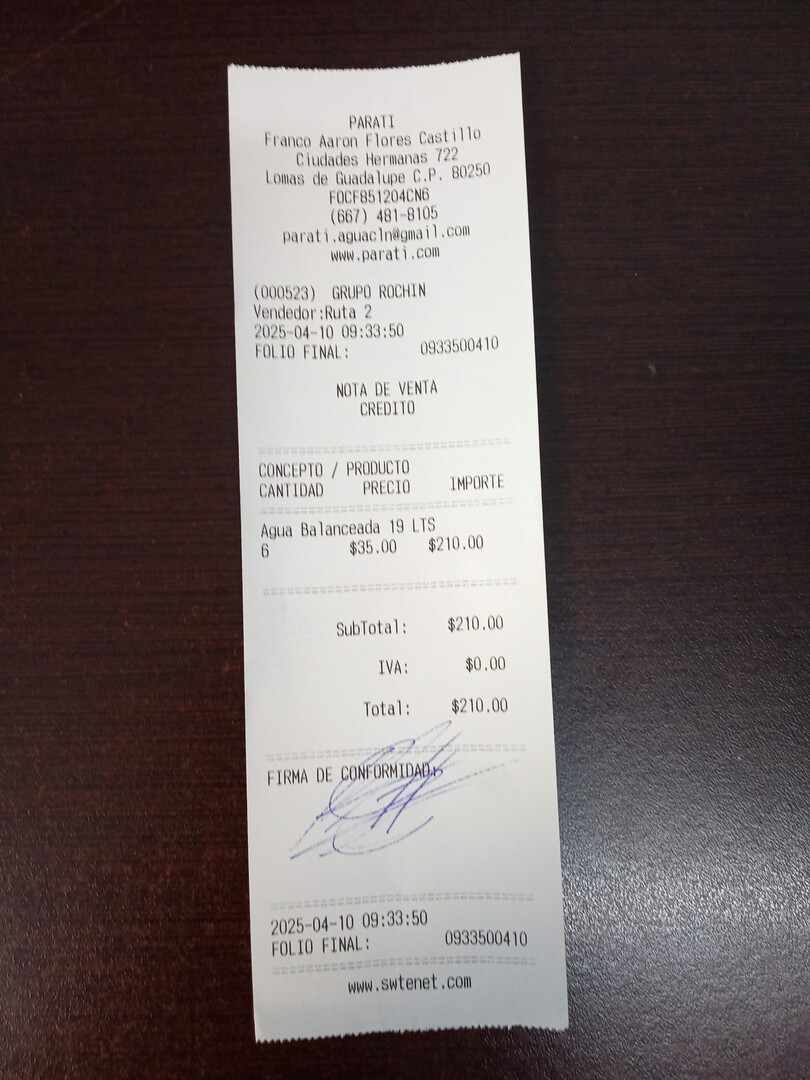 PARATI
Franco Aaron Flores Castillo
Ciudades Hermanas 722
Lomas de Guadalupe C.P. 80250
FOCF851204CN6
(667) 481-8105
parati.aguacln@gmail.com
www.parati.com
(000523) GRUPO ROCHIN
Vendedor:Ruta 2
2025-04-10 09:33:50
FOLIO FINAL: 0933500410
NOTA DE VENTA
CREDITO
CONCEPTO / PRODUCTO
CANTIDAD PRECIO IMPORTE
Agua Balanceada 19 LTS
6 $35.00 $210.00
SubTotal: $210.00
IVA: $0.00
Total: $210.00
FIRMA DE CONFORMIDAD
2025-04-10 09:33:50
FOLIO FINAL: 0933500410
www.swtenet.com